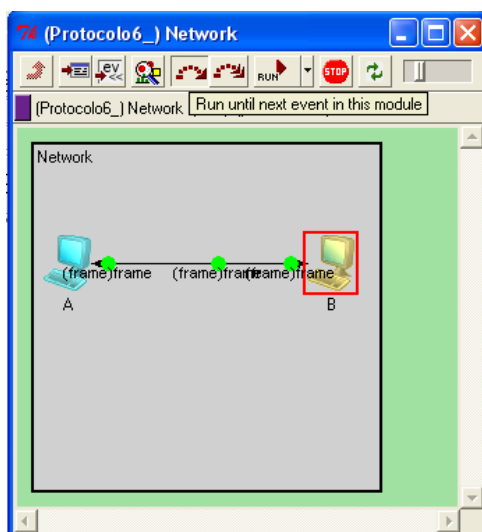 (Protocolo6_) Network
ev
<<
RUN
STOP
(Protocolo6_) Network
Run until next event in this module
Network
(frame)frame
(frame)frame
(frame)frame
A
B